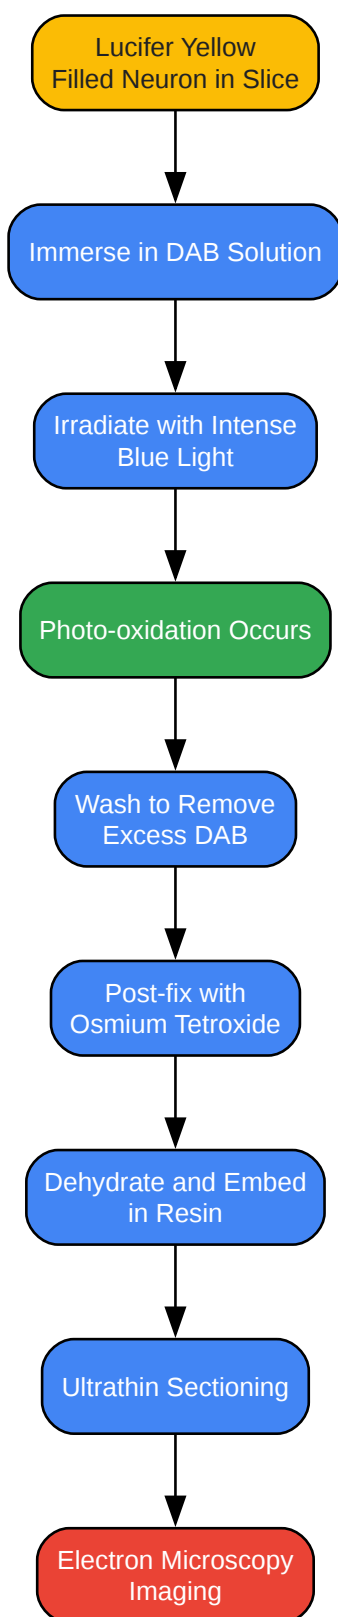 Lucifer Yellow
Filled Neuron in Slice
Immerse in DAB Solution
Irradiate with Intense
Blue Light
Photo-oxidation Occurs
Wash to Remove
Excess DAB
Post-fix with
Osmium Tetroxide
Dehydrate and Embed
in Resin
Ultrathin Sectioning
Electron Microscopy
Imaging